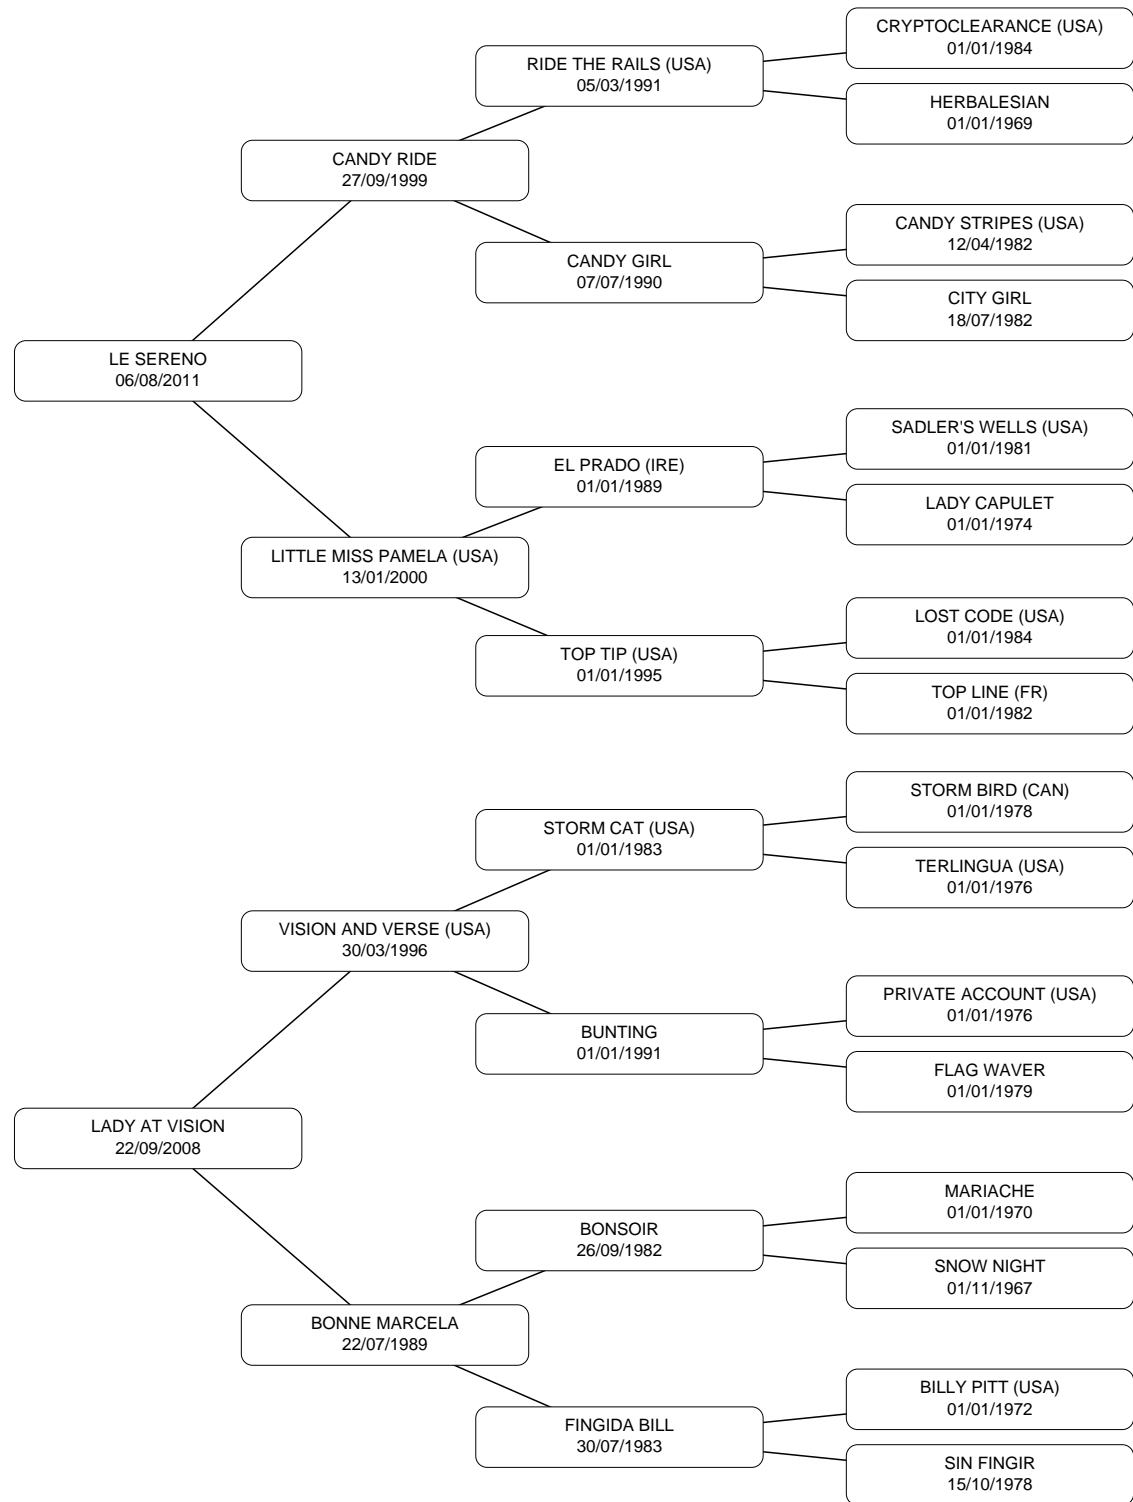 CRYPTOCLEARANCE (USA)
01/01/1984
RIDE THE RAILS (USA)
05/03/1991
HERBALESIAN
01/01/1969
CANDY RIDE
27/09/1999
CANDY STRIPES (USA)
12/04/1982
CANDY GIRL
07/07/1990
CITY GIRL
18/07/1982
LE SERENO
06/08/2011
SADLER'S WELLS (USA)
01/01/1981
EL PRADO (IRE)
01/01/1989
LADY CAPULET
01/01/1974
LITTLE MISS PAMELA (USA)
13/01/2000
LOST CODE (USA)
01/01/1984
TOP TIP (USA)
01/01/1995
TOP LINE (FR)
01/01/1982
STORM BIRD (CAN)
01/01/1978
STORM CAT (USA)
01/01/1983
TERLINGUA (USA)
01/01/1976
VISION AND VERSE (USA)
30/03/1996
PRIVATE ACCOUNT (USA)
01/01/1976
BUNTING
01/01/1991
FLAG WAVER
01/01/1979
LADY AT VISION
22/09/2008
MARIACHE
01/01/1970
BONSOIR
26/09/1982
SNOW NIGHT
01/11/1967
BONNE MARCELA
22/07/1989
BILLY PITT (USA)
01/01/1972
FINGIDA BILL
30/07/1983
SIN FINGIR
15/10/1978